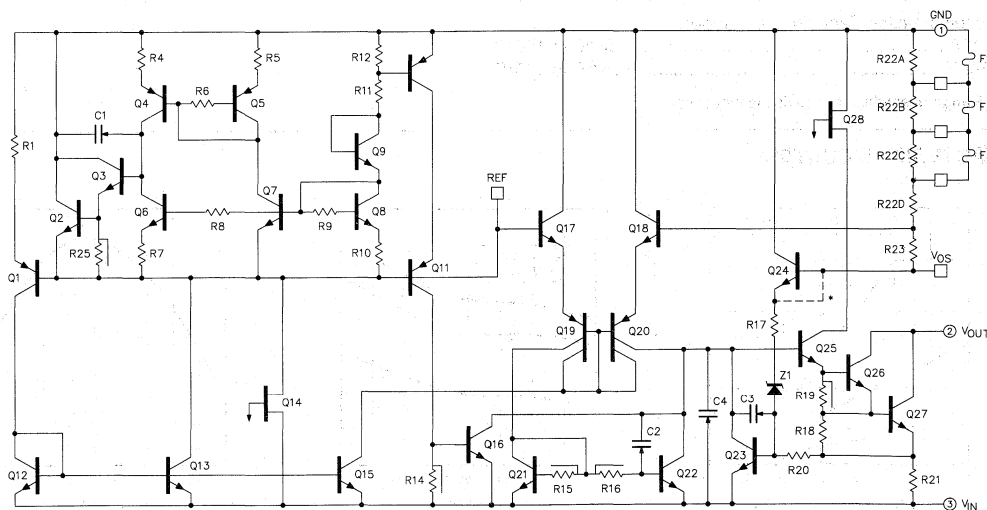 GND
1
R4
R5
R12
R22A
F
R11
Q4
R6
Q5
Q28
R22B
F
C1
R1
Q9
Q3
R22C
F
REF
Q7
Q2
Q6
R8
R9
Q8
R22D
Q17
Q18
R25
R7
R10
R23
VOS
Q1
Q11
Q24
*
R17
Q19
Q20
2 VOUT
Q25
Q26
Z1
R19
Q14
C4
C3
Q27
C2
R18
Q12
Q13
Q15
Q16
Q21
Q22
Q23
R20
R14
R15
R16
R21
3 VIN